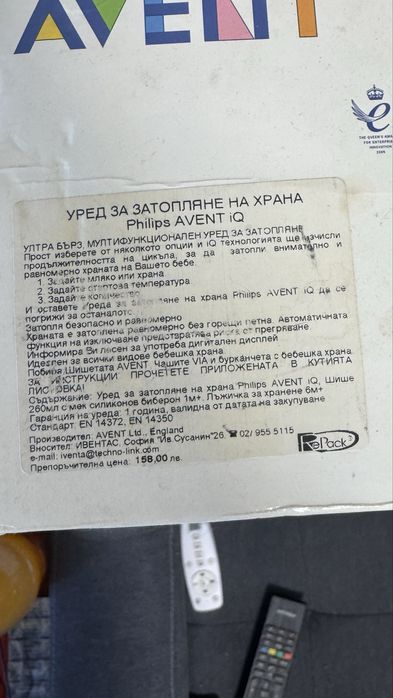 AVENT
THE QUEEN'S AWARDS
FOR ENTERPRISE
INNOVATION
УРЕД ЗА ЗАТОПЛЯНЕ НА ХРАНА
Philips AVENT iQ
УЛТРА БЪРЗ, МУЛТИФУНКЦИОНАЛЕН УРЕД ЗА ЗАТОПЛЯНЕ
Прост изберете от няколкото опции и iQ технологията ще изчисли
продължителността на цикъла, за да затопли внимателно и
равномерно храната на Вашето бебе.
1. Задайте мляко или храна
2. Задайте стартова температура
3. Задайте количество
И оставете Уреда за затопляне на храна Philips AVENT iQ да се
погрижи за останалото.
Затопля безопасно и равномерно
Храната е затоплена равномерно без горещи петна. Автоматичната
функция на изключване предотвратява риска от прегряване.
Информира Ви лесен за употреба дигитален дисплей
Идеален за всички видове бебешка храна
Побира Шишетата AVENT Чашите VIA и бурканчета с бебешка храна
ЗА ИНСТРУКЦИИ ПРОЧЕТЕТЕ ПРИЛОЖЕНАТА В КУТИЯТА
ЛИСТОВКА!
Съдържание: Уред за затопляне на храна Philips AVENT iQ, Шише
260мл с мек силиконов биберон 1м+. Лъжичка за хранене 6м+
Гаранция на уреда: 1 година, валидна от датата на закупуване
Стандарт: EN 14372, EN 14350
Производител: AVENT Ltd., England
Вносител: ИВЕНТАС, София "Ив Сусанин"26, ☎ 02/ 955 5115
e-mail: iventa@techno-link.com
Препоръчителна цена: 158,00 лв.
RePack